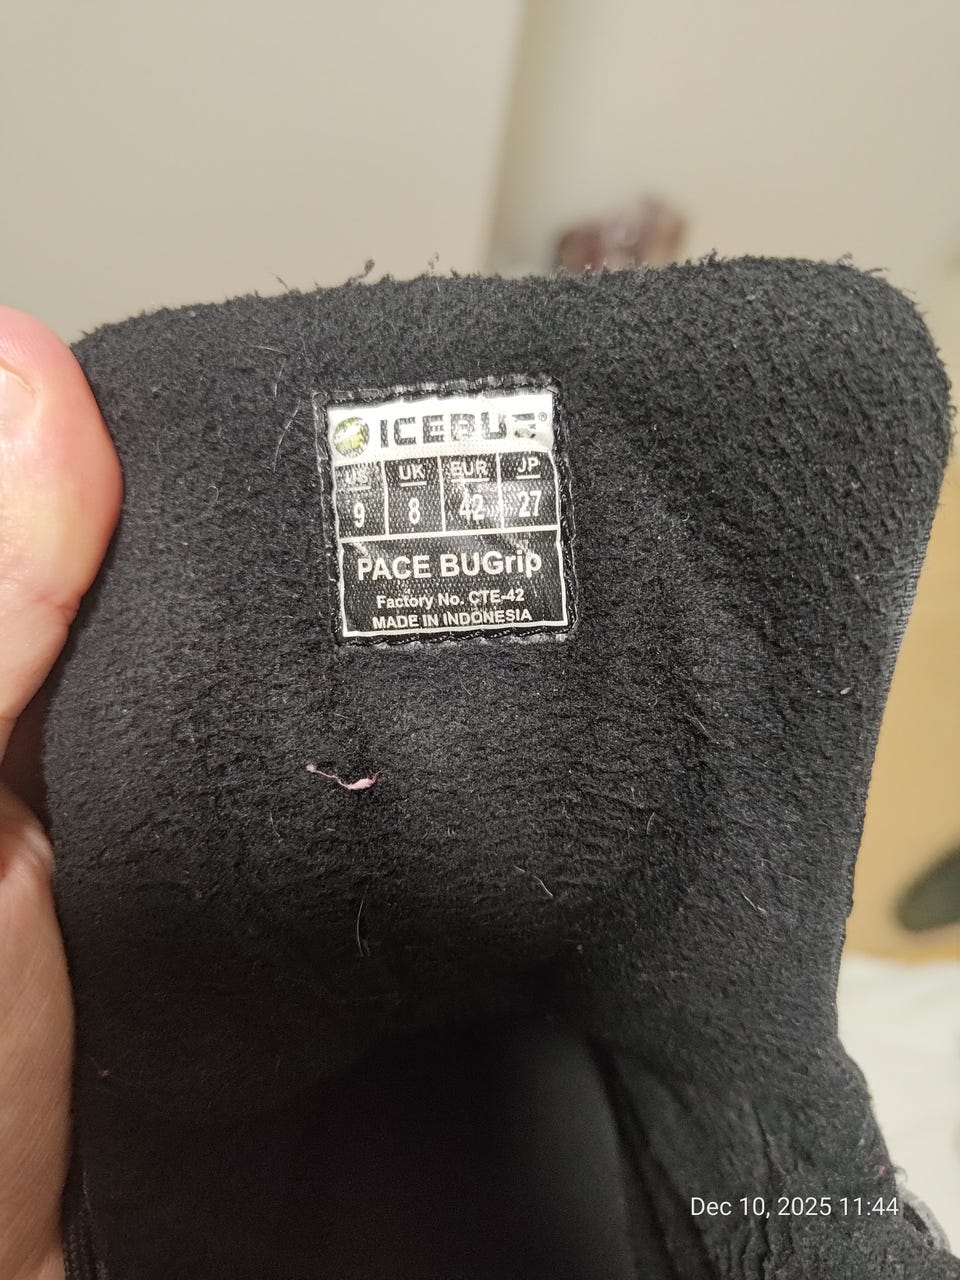 ICEBUG®
US UK EUR JP
9 8 42 27
PACE BUGrip
Factory No. CTE-42
MADE IN INDONESIA
Dec 10, 2025 11:44